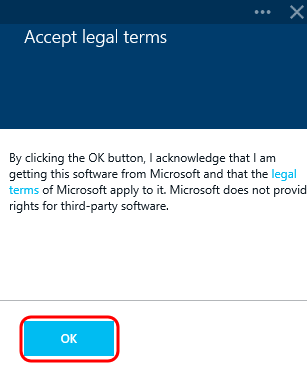 Accept legal terms
By clicking the OK button, I acknowledge that I am
getting this software from Microsoft and that the legal
terms of Microsoft apply to it. Microsoft does not provid
rights for third-party software.
OK